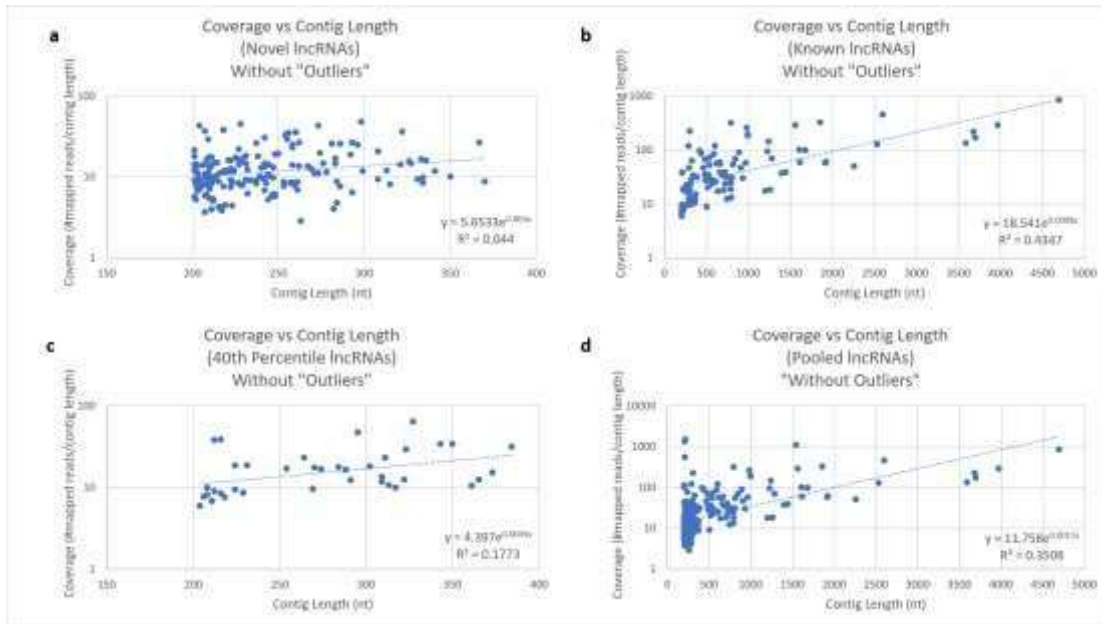 a
Coverage vs Contig Length
(Novel lncRNAs)
Without "Outliers"
Coverage (#mapped reads/contig length)
100
10
1
150
200
250
300
350
400
R² = 0.044
Contig Length (nt)
b
Coverage vs Contig Length
(Known lncRNAs)
Without "Outliers"
Coverage (#mapped reads/contig length)
1000
100
10
1
0
500
1000
1500
2000
2500
3000
3500
4000
4500
5000
R² = 0.4347
Contig Length (nt)
c
Coverage vs Contig Length
(40th Percentile lncRNAs)
Without "Outliers"
Coverage (#mapped reads/contig length)
100
10
1
150
200
250
300
350
400
R² = 0.1773
Contig Length (nt)
d
Coverage vs Contig Length
(Pooled lncRNAs)
"Without Outliers"
Coverage (#mapped reads/contig length)
10000
1000
100
10
1
0
500
1000
1500
2000
2500
3000
3500
4000
4500
5000
R² = 0.3506
Contig Length (nt)